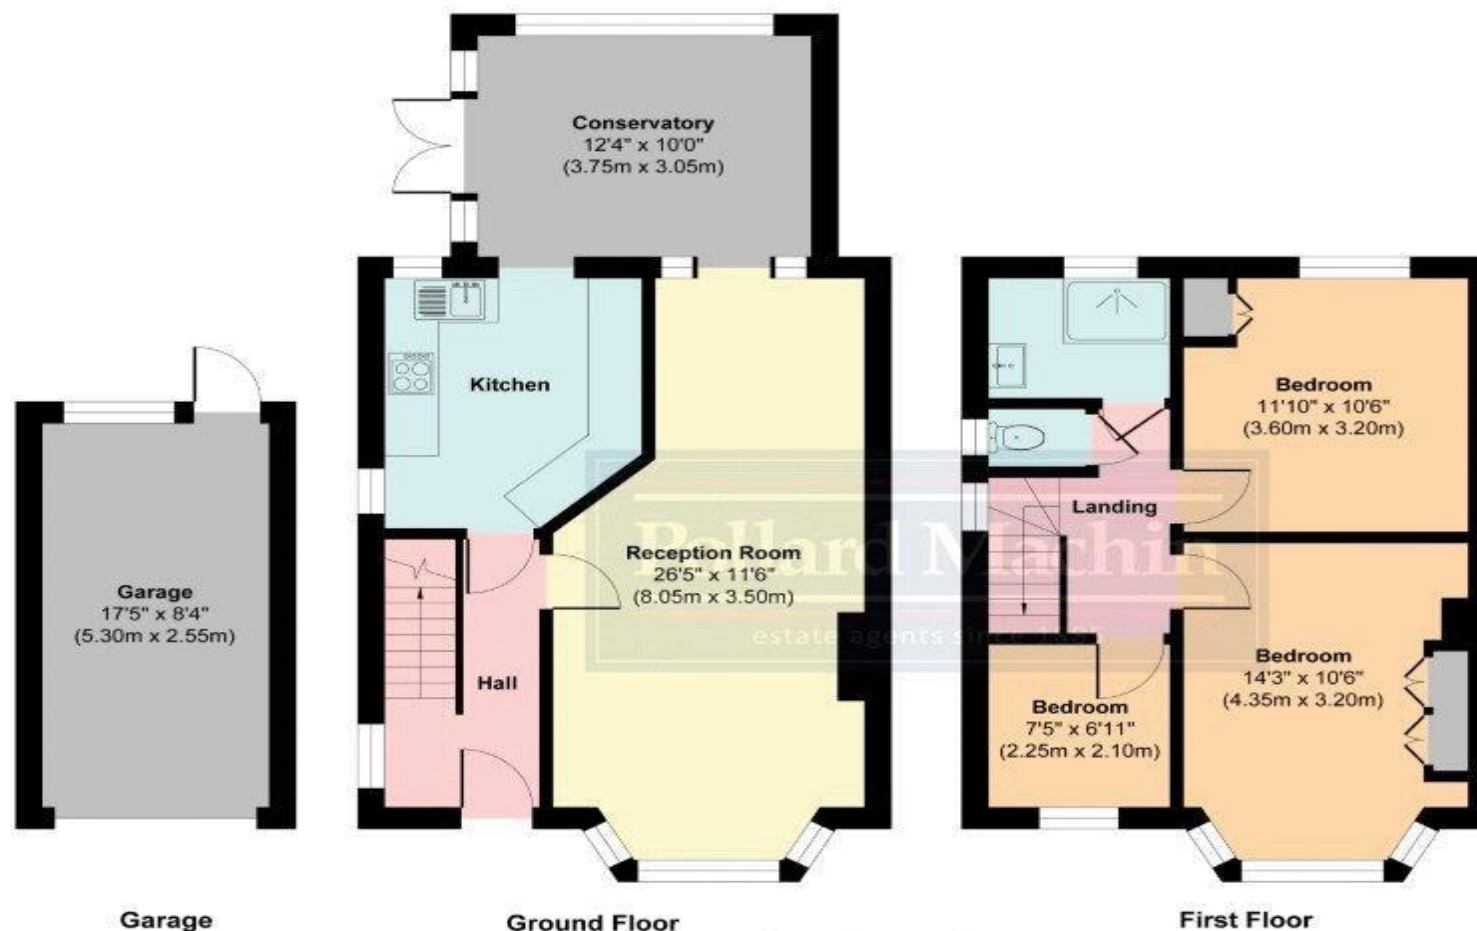 Conservatory
12'4" x 10'0"
(3.75m x 3.05m)
Kitchen
Reception Room
26'5" x 11'6"
(8.05m x 3.50m)
Hall
Garage
17'5" x 8'4"
(5.30m x 2.55m)
Bedroom
11'10" x 10'6"
(3.60m x 3.20m)
Landing
Bedroom
14'3" x 10'6"
(4.35m x 3.20m)
Bedroom
7'5" x 6'11"
(2.25m x 2.10m)
Pollard Machin
estate agents since
Garage
Ground Floor
First Floor